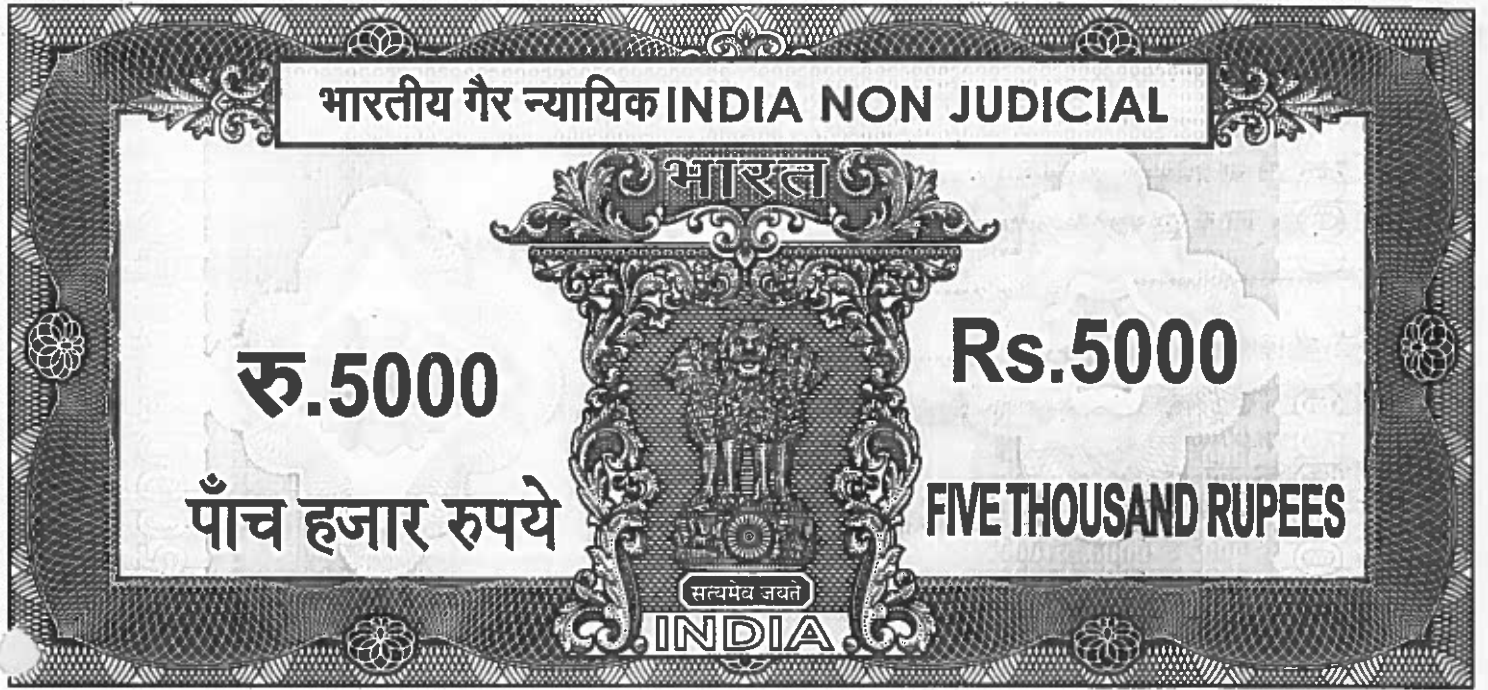 भारतीय गैर न्यायिक INDIA NON JUDICIAL
भारत
रु.5000
Rs.5000
पाँच हजार रुपये
FIVE THOUSAND RUPEES
सत्यमेव जयते
INDIA